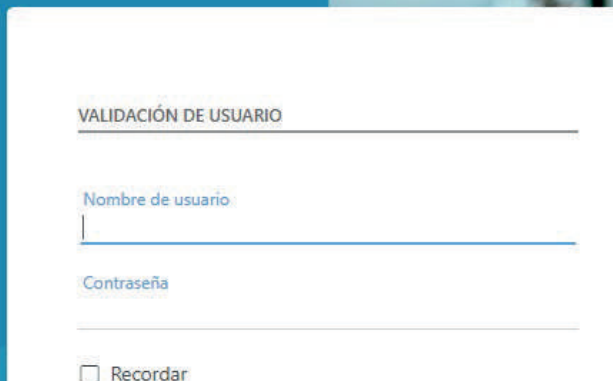 VALIDACIÓN DE USUARIO
Nombre de usuario
Contraseña
Recordar